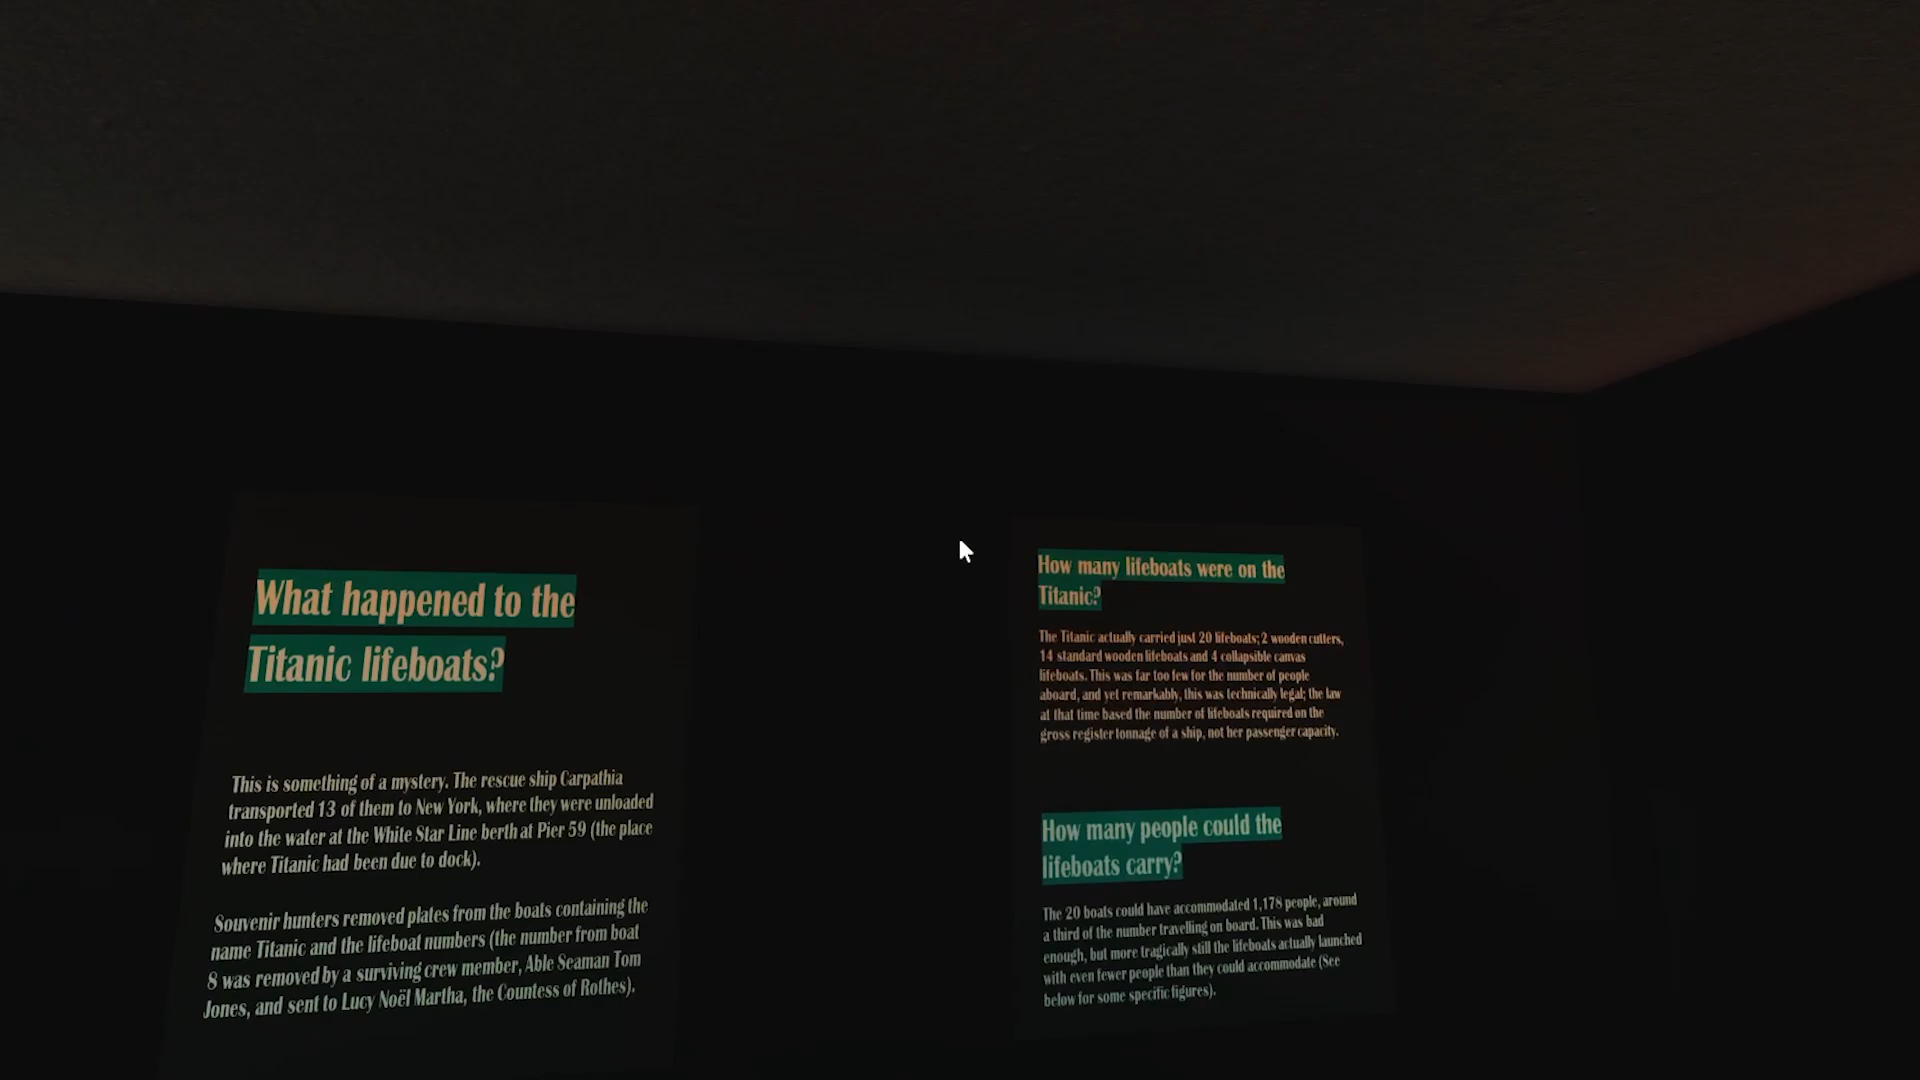 What happened to the
Titanic lifeboats?
This is something of a mystery. The rescue ship Carpathia
transported 13 of them to New York, where they were unloaded
into the water at the White Star Line berth at Pier 59 (the place
where Titanic had been due to dock).
Souvenir hunters removed plates from the boats containing the
name Titanic and the lifeboat numbers (the number from boat
8 was removed by a surviving crew member, Able Seaman Tom
Jones, and sent to Lucy Noël Martha, the Countess of Rothes).
How many lifeboats were on the
Titanic?
The Titanic actually carried just 20 lifeboats; 2 wooden cutters,
14 standard wooden lifeboats and 4 collapsible canvas
lifeboats. This was far too few for the number of people
aboard, and yet remarkably, this was technically legal; the law
at that time based the number of lifeboats required on the
gross register tonnage of a ship, not her passenger capacity.
How many people could the
lifeboats carry?
The 20 boats could have accommodated 1,178 people, around
a third of the number travelling on board. This was bad
enough, but more tragically still the lifeboats actually launched
with even fewer people than they could accommodate (See
below for some specific figures).